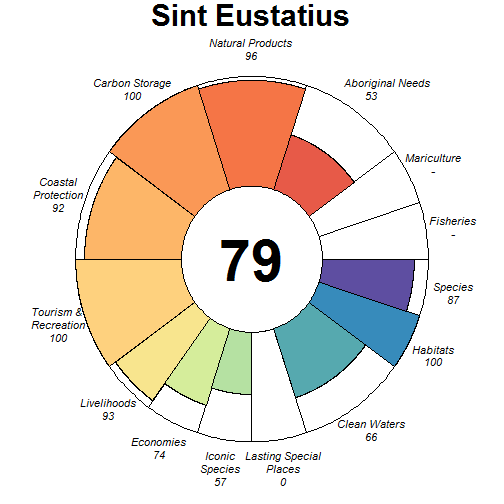 Sint Eustatius
Natural Products
96
Carbon Storage
100
Aboriginal Needs
53
Mariculture
-
Coastal
Protection
92
Fisheries
-
79
Species
87
Tourism &
Recreation
100
Habitats
100
Livelihoods
93
Clean Waters
66
Economies
74
Iconic
Species
57
Lasting Special
Places
0